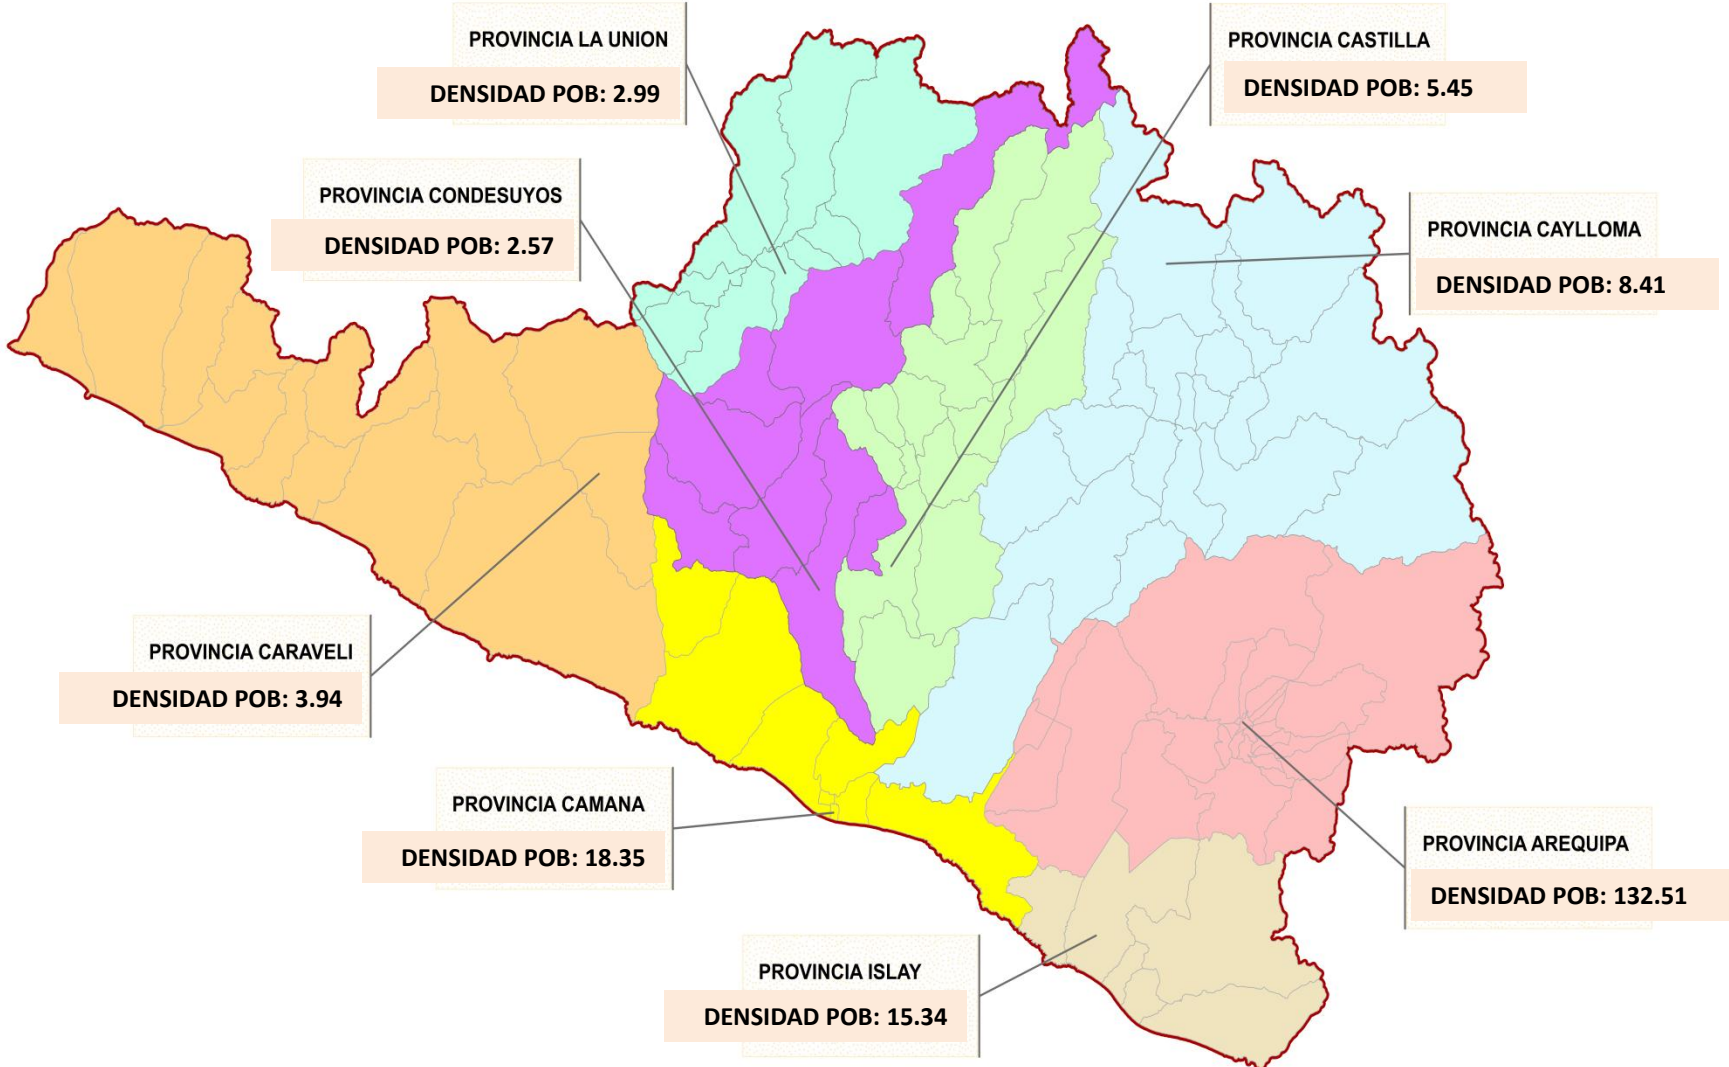 PROVINCIA LA UNION
DENSIDAD POB: 2.99
PROVINCIA CASTILLA
DENSIDAD POB: 5.45
PROVINCIA CONDESUYOS
DENSIDAD POB: 2.57
PROVINCIA CAYLLOMA
DENSIDAD POB: 8.41
PROVINCIA CARAVELI
DENSIDAD POB: 3.94
PROVINCIA CAMANA
DENSIDAD POB: 18.35
PROVINCIA AREQUIPA
DENSIDAD POB: 132.51
PROVINCIA ISLAY
DENSIDAD POB: 15.34